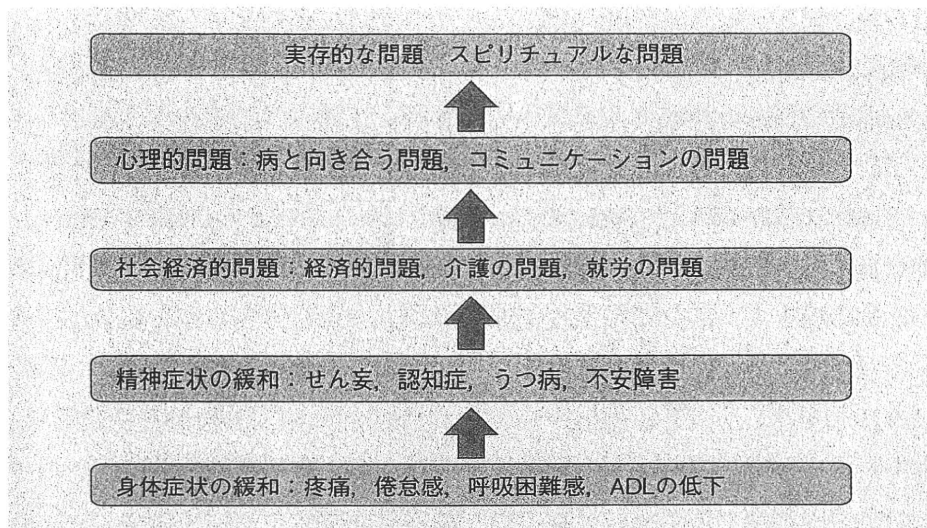 実存的な問題　スピリチュアルな問題
心理的問題：病と向き合う問題，コミュニケーションの問題
社会経済的問題：経済的問題，介護の問題，就労の問題
精神症状の緩和：せん妄，認知症，うつ病，不安障害
身体症状の緩和：疼痛，倦怠感，呼吸困難感，ADLの低下